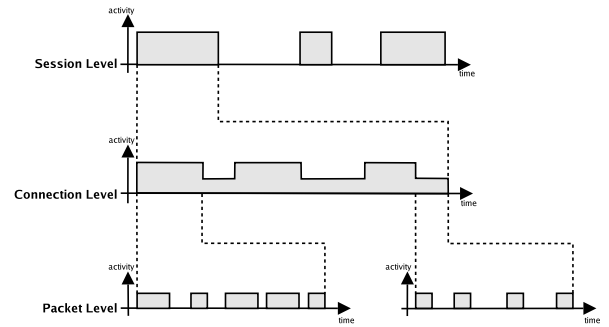 activity
Session Level
time
activity
Connection Level
time
activity
activity
Packet Level
time
time